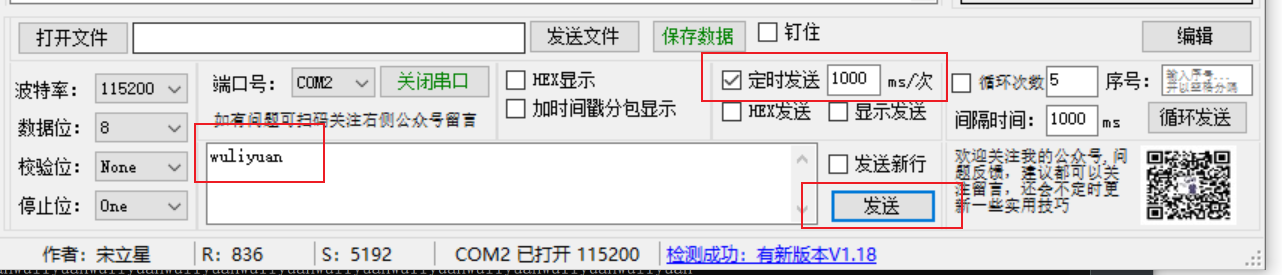 打开文件 发送文件 保存数据 钉住 编辑
波特率： 115200 端口号： COM2 关闭串口 HEX显示 定时发送 1000 ms/次 循环次数 5 序号： 输入序号... 并以空格分隔
数据位： 8 如有问题可扫码关注右侧公众号留言 加时间戳分包显示 HEX发送 显示发送 间隔时间： 1000 ms 循环发送
校验位： None wuliyuan 发送新行
停止位： One 发送
欢迎关注我的公众号,问
题反馈，建议都可以关
注留言，还会不定时更
新一些实用技巧
作者：宋立星 R: 836 S: 5192 COM2 已打开 115200 检测成功：有新版本V1.18